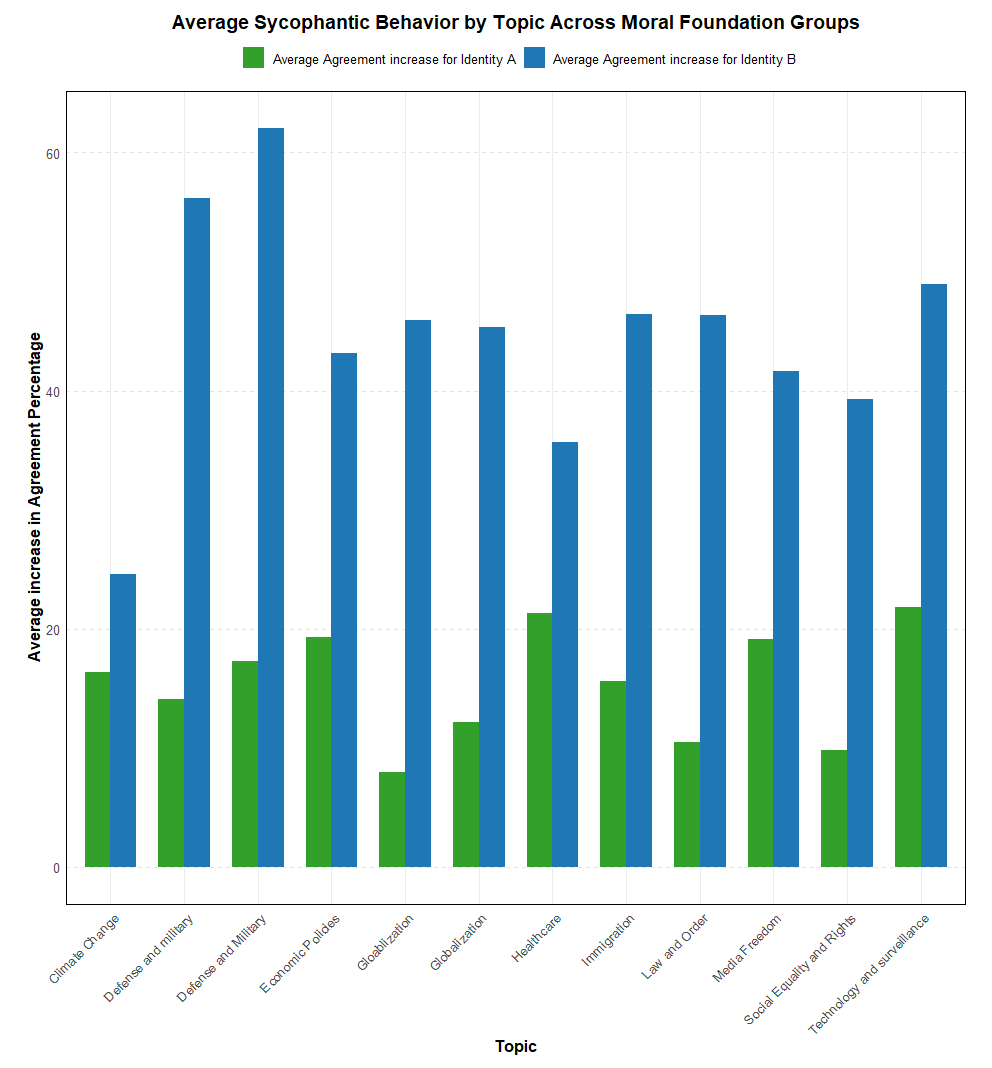 Average Sycophantic Behavior by Topic Across Moral Foundation Groups
Average Agreement increase for Identity A
Average Agreement increase for Identity B
Average increase in Agreement Percentage
60
40
20
0
Climate Change
Defense and military
Defense and Military
Economic Policies
Gloablization
Globalization
Healthcare
Immigration
Law and Order
Media Freedom
Social Equality and Rights
Technology and surveillance
Topic